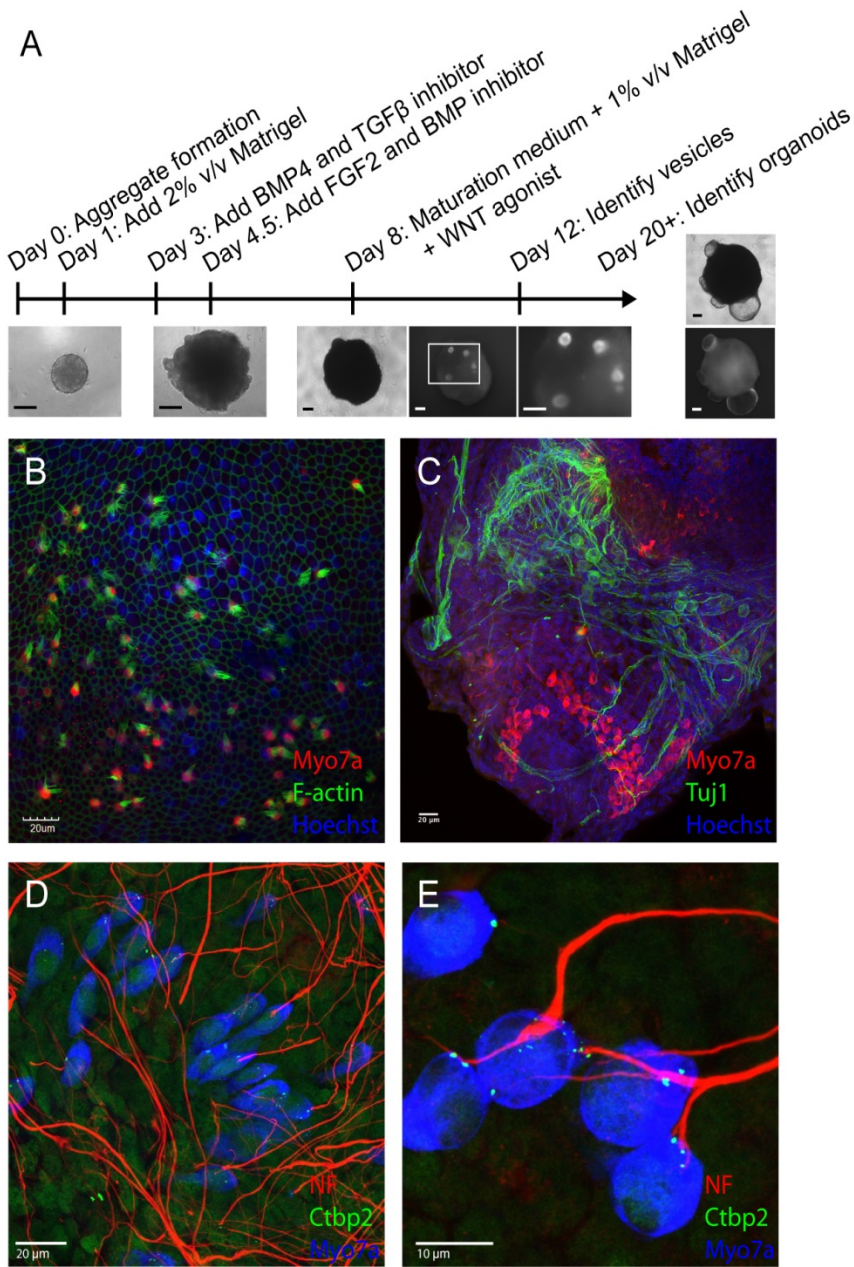 A
Day 0: Aggregate formation
Day 1: Add 2% v/v Matrigel
Day 3: Add BMP4 and TGFβ inhibitor
Day 4.5: Add FGF2 and BMP inhibitor
Day 8: Maturation medium + 1% v/v Matrigel
+ WNT agonist
Day 12: Identify vesicles
Day 20+: Identify organoids
B
Myo7a
F-actin
Hoechst
20um
C
Myo7a
Tuj1
Hoechst
20 µm
D
NF
Ctbp2
Myo7a
20 µm
E
NF
Ctbp2
Myo7a
10 µm